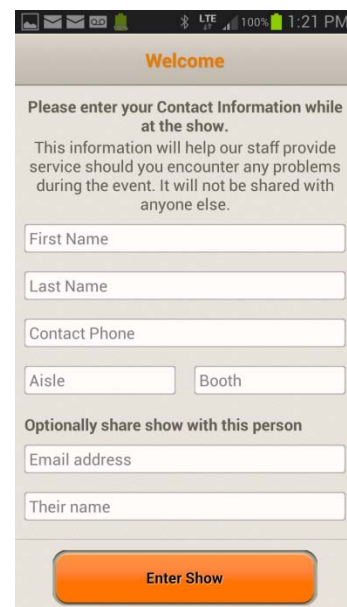 LTE 100% 1:21 PM
Welcome
Please enter your Contact Information while
at the show.
This information will help our staff provide
service should you encounter any problems
during the event. It will not be shared with
anyone else.
First Name
Last Name
Contact Phone
Aisle Booth
Optionally share show with this person
Email address
Their name
Enter Show